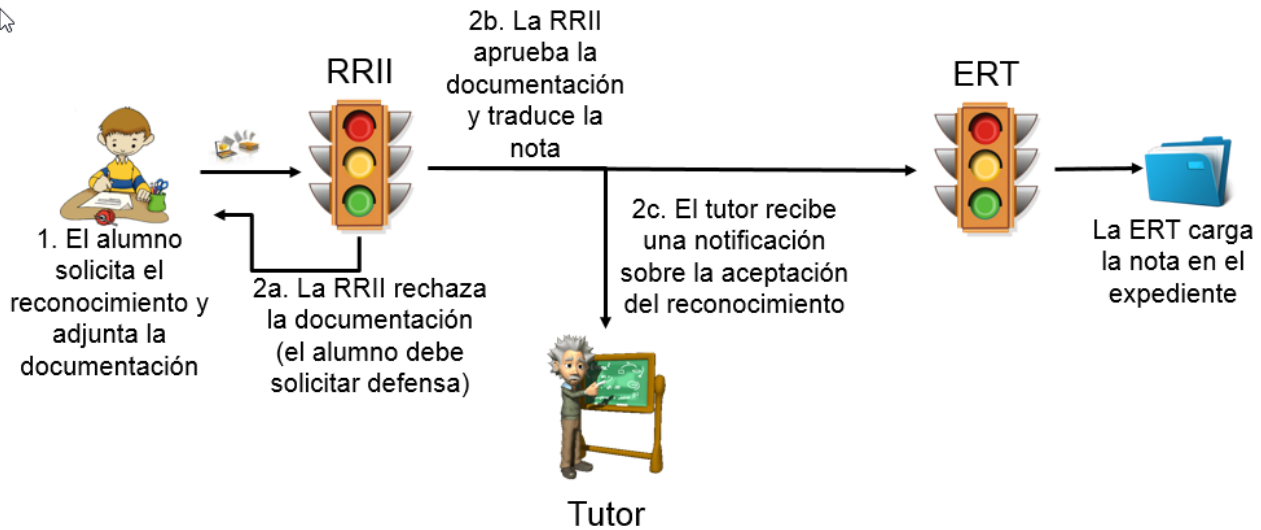 RRII
2b. La RRII
aprueba la
documentación
y traduce la
nota
ERT
1. El alumno
solicita el
reconocimiento y
adjunta la
documentación
2a. La RRII rechaza
la documentación
(el alumno debe
solicitar defensa)
2c. El tutor recibe
una notificación
sobre la aceptación
del reconocimiento
La ERT carga
la nota en el
expediente
Tutor